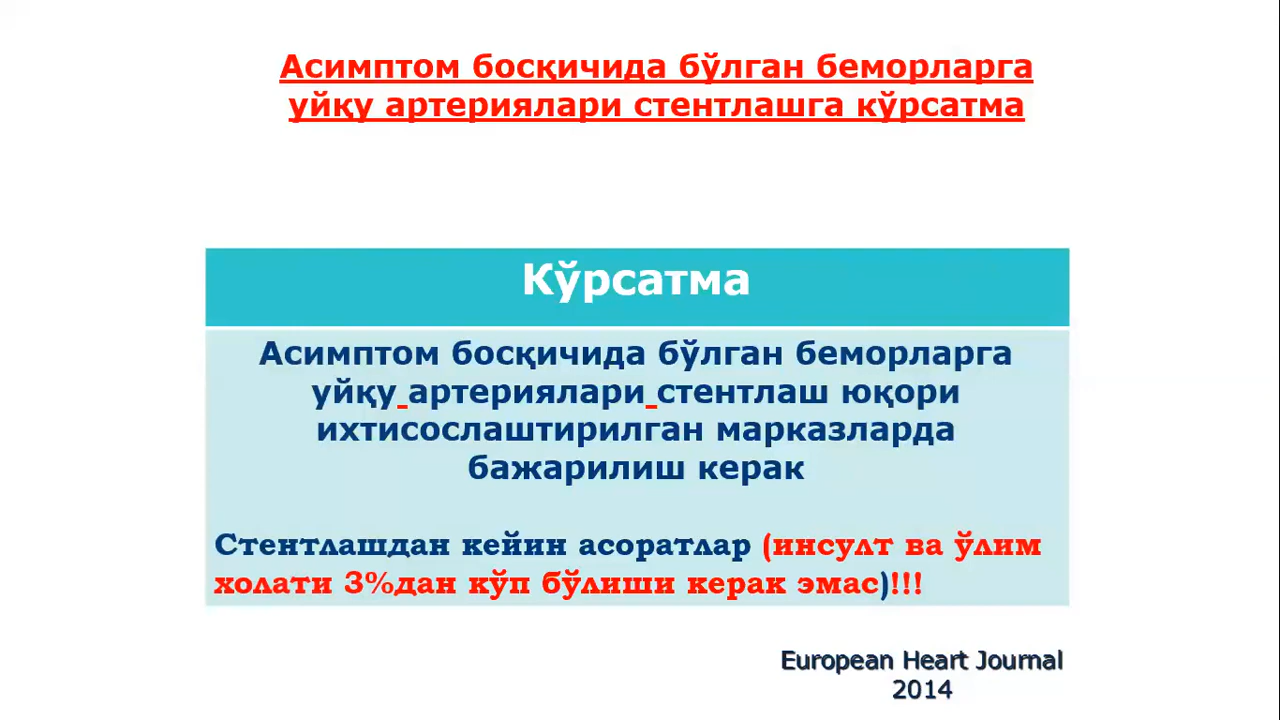 Асимптом босқичида бўлган беморларга
уйқу артериялари стентлашга кўрсатма
Кўрсатма
Асимптом босқичида бўлган беморларга
уйқу артериялари стентлаш юқори
ихтисослаштирилган марказларда
бажарилиш керак
Стентлашдан кейин асоратлар (инсулт ва ўлим
холати 3%дан кўп бўлиши керак эмас)!!!
European Heart Journal
2014